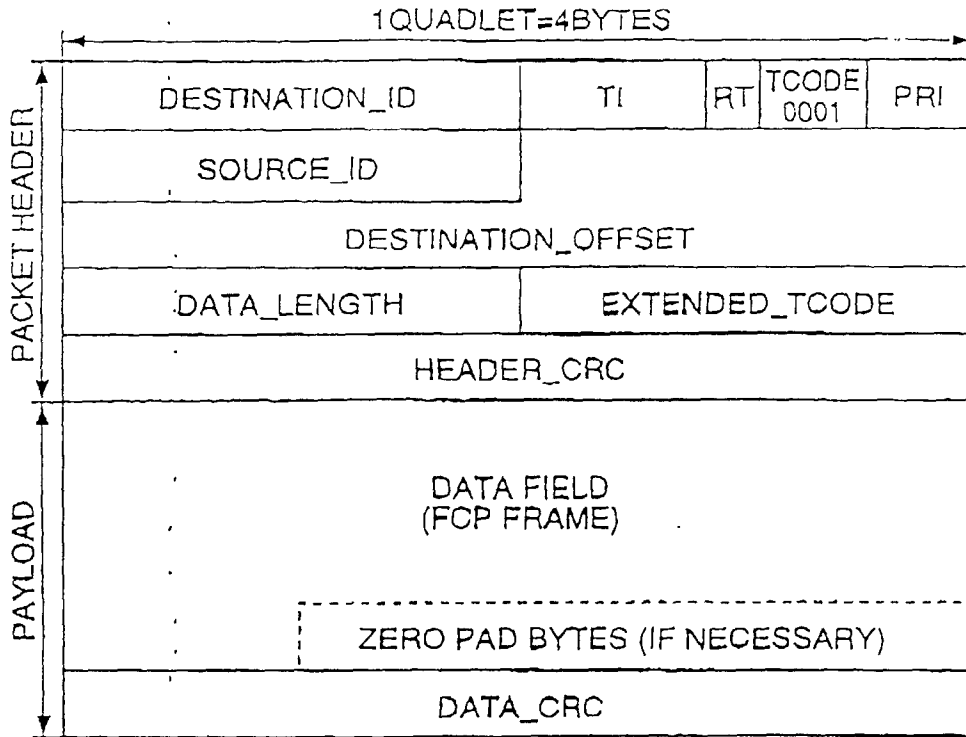 1QUADLET=4BYTES
PACKET HEADER
DESTINATION_ID
TI
RT
TCODE
0001
PRI
SOURCE_ID
DESTINATION_OFFSET
DATA_LENGTH
EXTENDED_TCODE
HEADER_CRC
PAYLOAD
DATA FIELD
(FCP FRAME)
ZERO PAD BYTES (IF NECESSARY)
DATA_CRC